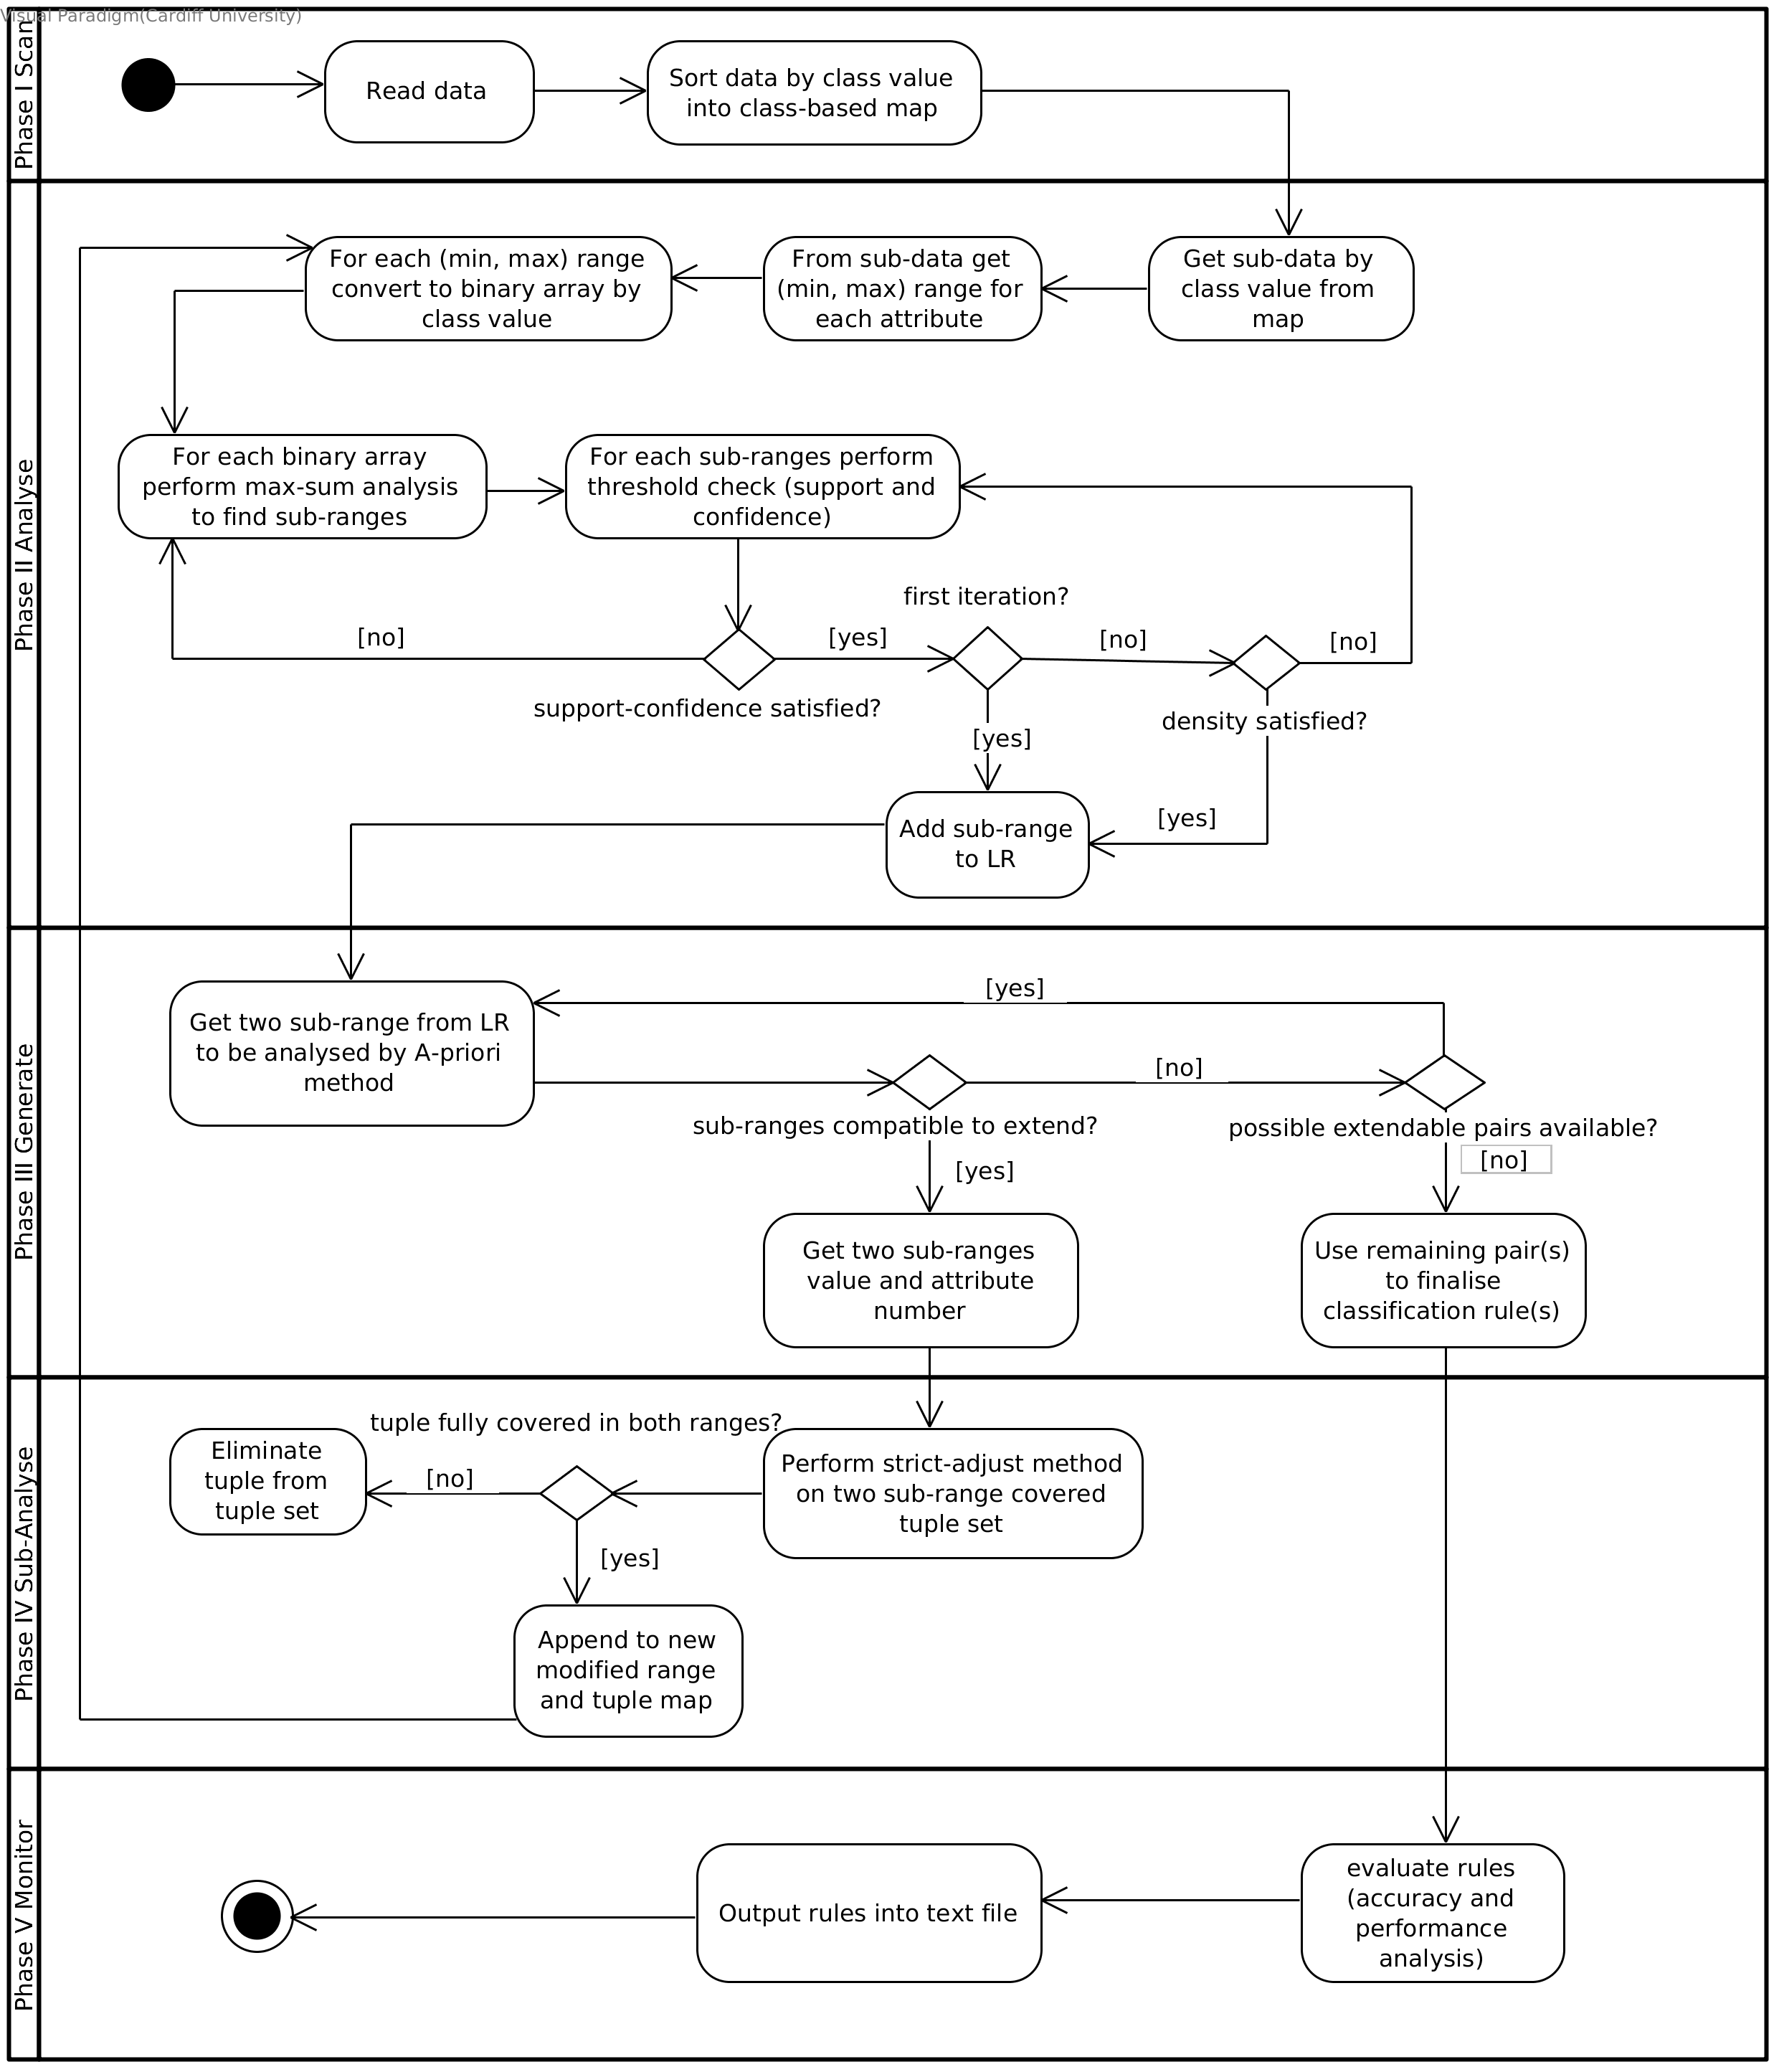 Visual Paradigm(Cardiff University)
Phase I Scan
Read data
Sort data by class value
into class-based map
Phase II Analyse
For each (min, max) range
convert to binary array by
class value
From sub-data get
(min, max) range for
each attribute
Get sub-data by
class value from
map
For each binary array
perform max-sum analysis
to find sub-ranges
For each sub-ranges perform
threshold check (support and
confidence)
first iteration?
[no]
[yes]
[no]
[no]
support-confidence satisfied?
density satisfied?
[yes]
[yes]
Add sub-range
to LR
Phase III Generate
[yes]
Get two sub-range from LR
to be analysed by A-priori
method
[no]
sub-ranges compatible to extend?
possible extendable pairs available?
[yes]
[no]
Get two sub-ranges
value and attribute
number
Use remaining pair(s)
to finalise
classification rule(s)
Phase IV Sub-Analyse
tuple fully covered in both ranges?
Eliminate
tuple from
tuple set
[no]
Perform strict-adjust method
on two sub-range covered
tuple set
[yes]
Append to new
modified range
and tuple map
Phase V Monitor
Output rules into text file
evaluate rules
(accuracy and
performance
analysis)